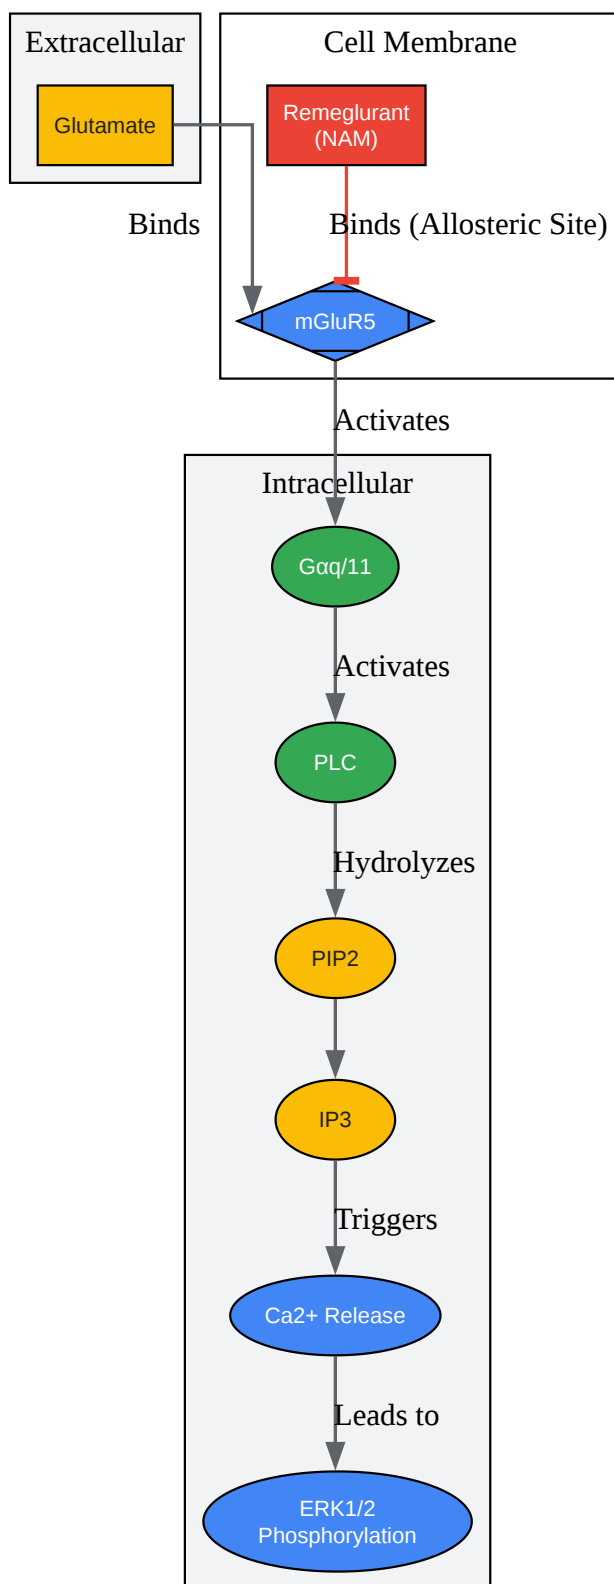 Extracellular
Cell Membrane
Glutamate
Remeglurant
(NAM)
Binds
Binds (Allosteric Site)
mGluR5
Activates
Intracellular
Gαq/11
Activates
PLC
Hydrolyzes
PIP2
IP3
Triggers
Ca2+ Release
Leads to
ERK1/2
Phosphorylation